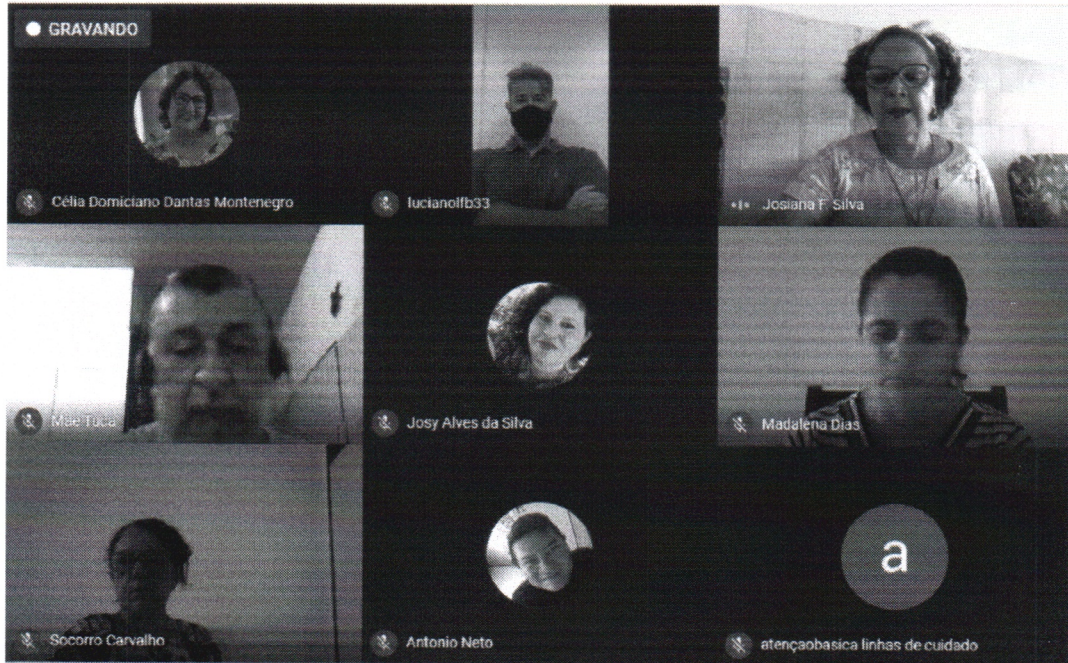 GRAVANDO
Célia Domiciano Dantas Montenegro
lucianolfb33
Josiana F Silva
Mãe Tuca
Josy Alves da Silva
Madalena Dias
Socorro Carvalho
Antonio Neto
a
atençaobasica linhas de cuidado